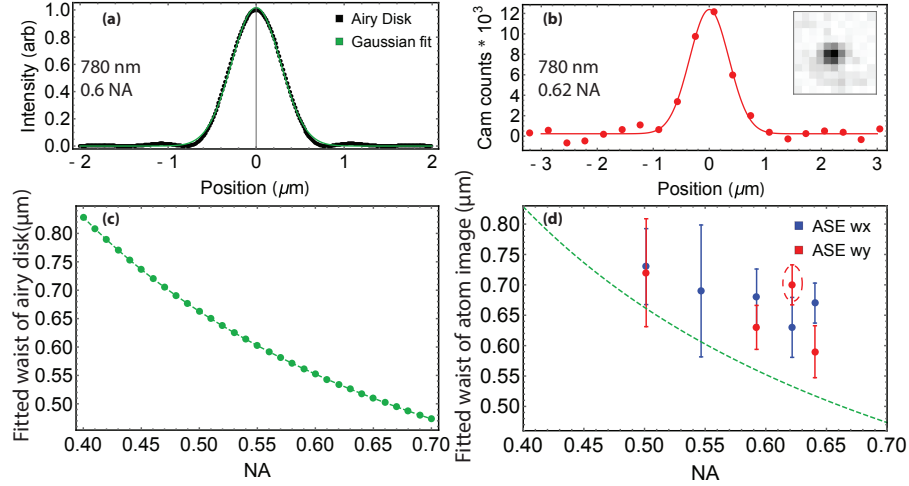 (a)
Airy Disk
Gaussian fit
780 nm
0.6 NA
Intensity (arb)
1.0
0.8
0.6
0.4
0.2
0.0
- 2 - 1 0 1 2
Position (μm)
(b)
780 nm
0.62 NA
Cam counts * 10³
12
10
8
6
4
2
0
- 3 - 2 - 1 0 1 2 3
Position (μm)
(c)
Fitted waist of airy disk(μm)
0.80
0.75
0.70
0.65
0.60
0.55
0.50
0.40 0.45 0.50 0.55 0.60 0.65 0.70
NA
(d)
ASE wx
ASE wy
Fitted waist of atom image (μm)
0.80
0.75
0.70
0.65
0.60
0.55
0.50
0.40 0.45 0.50 0.55 0.60 0.65 0.70
NA